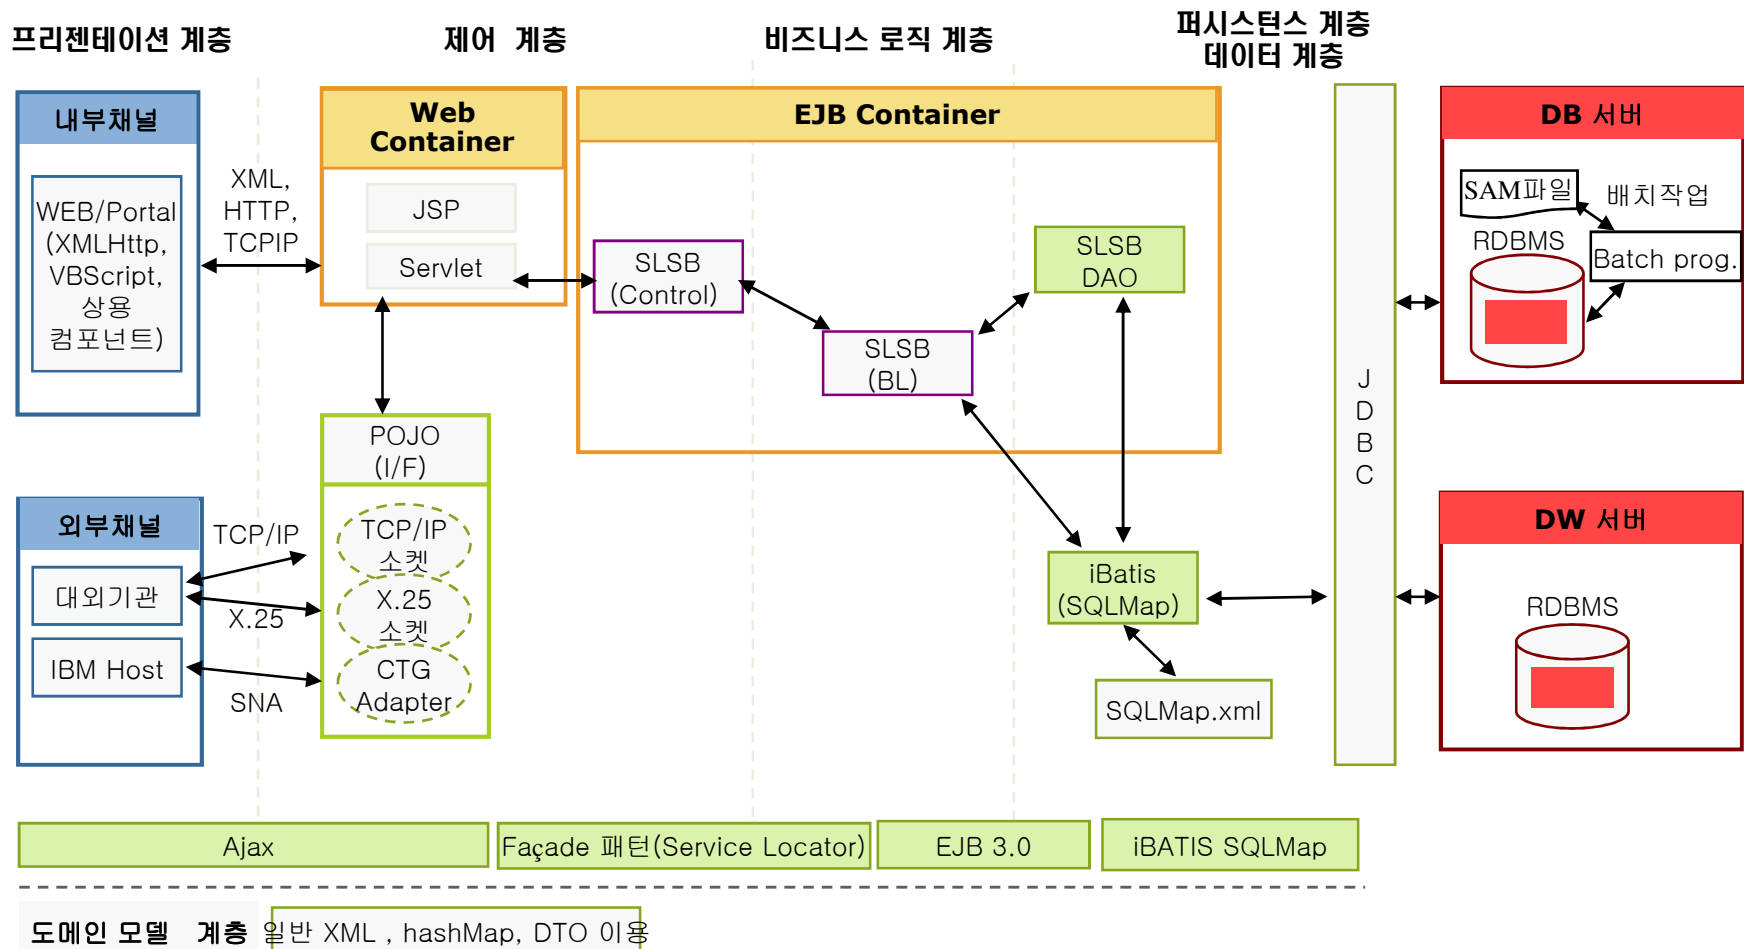 프리젠테이션 계층
제어 계층
비즈니스 로직 계층
퍼시스턴스 계층
데이터 계층
내부채널
WEB/Portal
(XMLHttp,
VBScript,
상용
컴포넌트)
XML,
HTTP,
TCPIP
Web
Container
JSP
Servlet
EJB Container
SLSB
(Control)
SLSB
(BL)
SLSB
DAO
J
D
B
C
DB 서버
SAM파일
배치작업
RDBMS
Batch prog.
POJO
(I/F)
TCP/IP
소켓
X.25
소켓
CTG
Adapter
외부채널
대외기관
IBM Host
TCP/IP
X.25
SNA
iBatis
(SQLMap)
SQLMap.xml
DW 서버
RDBMS
Ajax
Façade 패턴(Service Locator)
EJB 3.0
iBATIS SQLMap
도메인 모델 계층
일반 XML , hashMap, DTO 이용